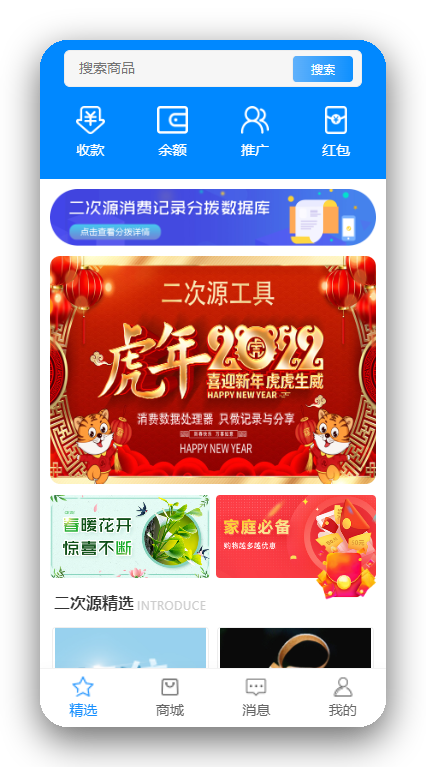 搜索商品
搜索
收款
余额
推广
红包
二次源消费记录分拨数据库
点击查看分拨详情
二次源工具
虎年2022
喜迎新年 虎虎生威
HAPPY NEW YEAR
消费数据处理器 只做记录与分享
HAPPY NEW YEAR
春暖花开
惊喜不断
家庭必备
购物越多越优惠
二次源精选 INTRODUCE
精选
商城
消息
我的